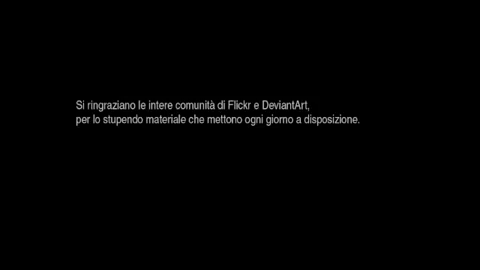 Si ringraziano le intere comunità di Flickr e DeviantArt,
per lo stupendo materiale che mettono ogni giorno a disposizione.